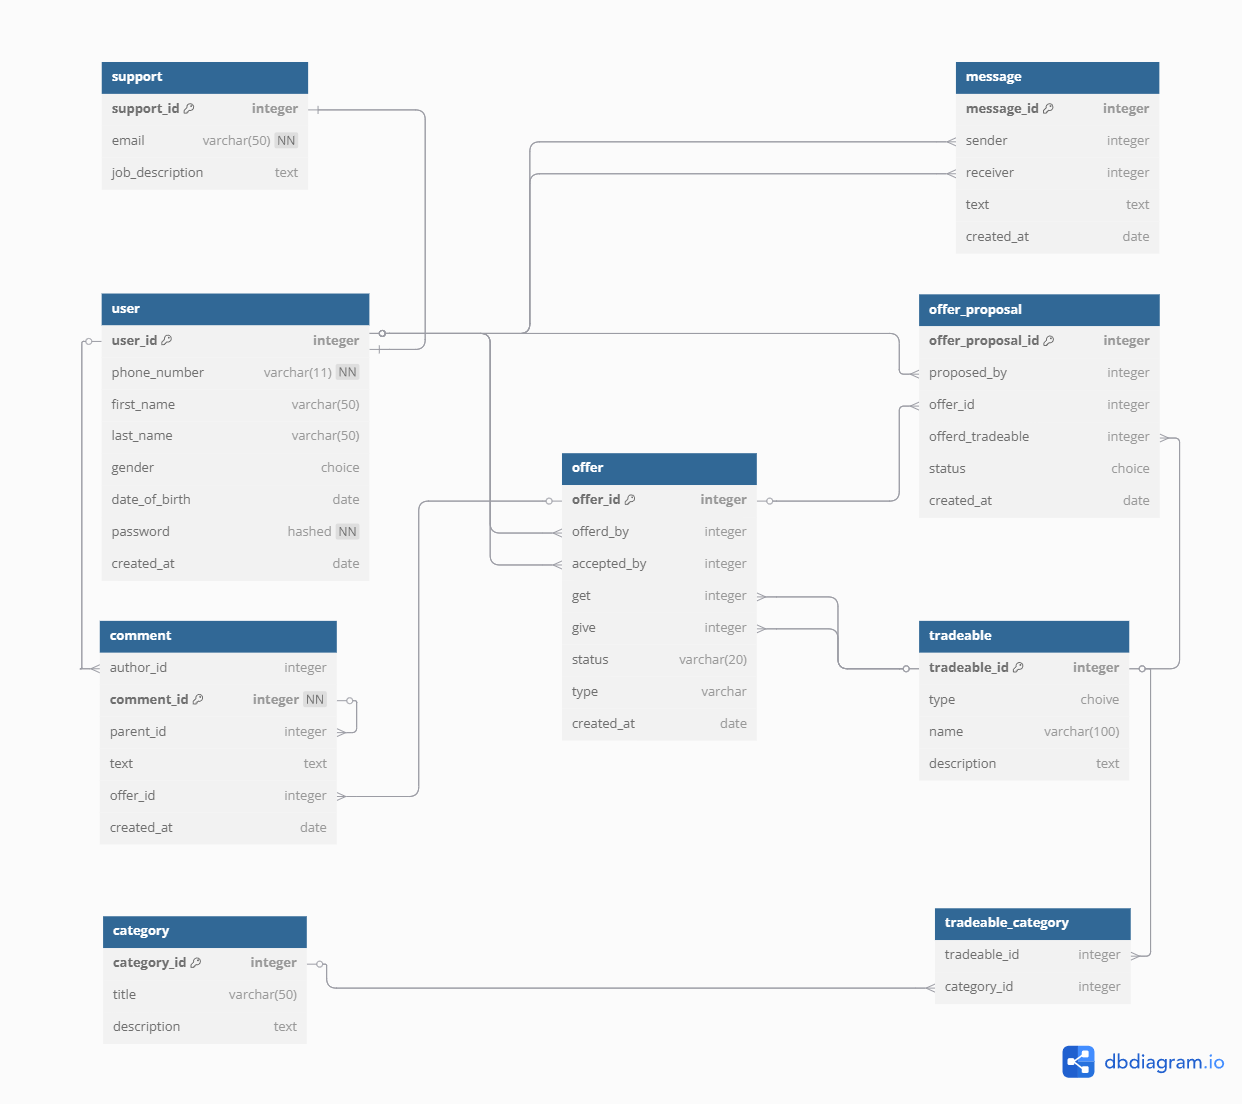 support
support_id integer
email varchar(50) NN
job_description text
message
message_id integer
sender integer
receiver integer
text text
created_at date
user
user_id integer
phone_number varchar(11) NN
first_name varchar(50)
last_name varchar(50)
gender choice
date_of_birth date
password hashed NN
created_at date
offer_proposal
offer_proposal_id integer
proposed_by integer
offer_id integer
offerd_tradeable integer
status choice
created_at date
offer
offer_id integer
offerd_by integer
accepted_by integer
get integer
give integer
status varchar(20)
type varchar
created_at date
comment
author_id integer
comment_id integer NN
parent_id integer
text text
offer_id integer
created_at date
tradeable
tradeable_id integer
type choive
name varchar(100)
description text
category
category_id integer
title varchar(50)
description text
tradeable_category
tradeable_id integer
category_id integer
dbdiagram.io